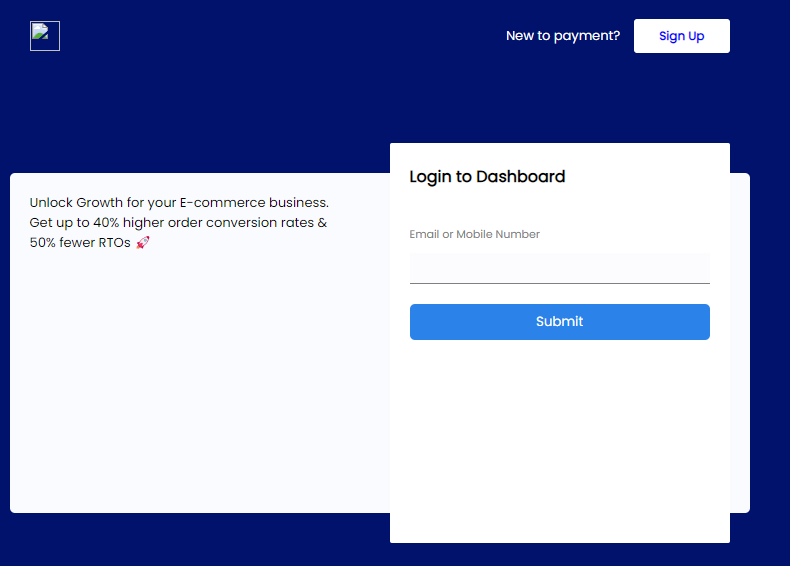 New to payment?
Sign Up
Login to Dashboard
Unlock Growth for your E-commerce business.
Get up to 40% higher order conversion rates &
50% fewer RTOs 🚀
Email or Mobile Number
Submit